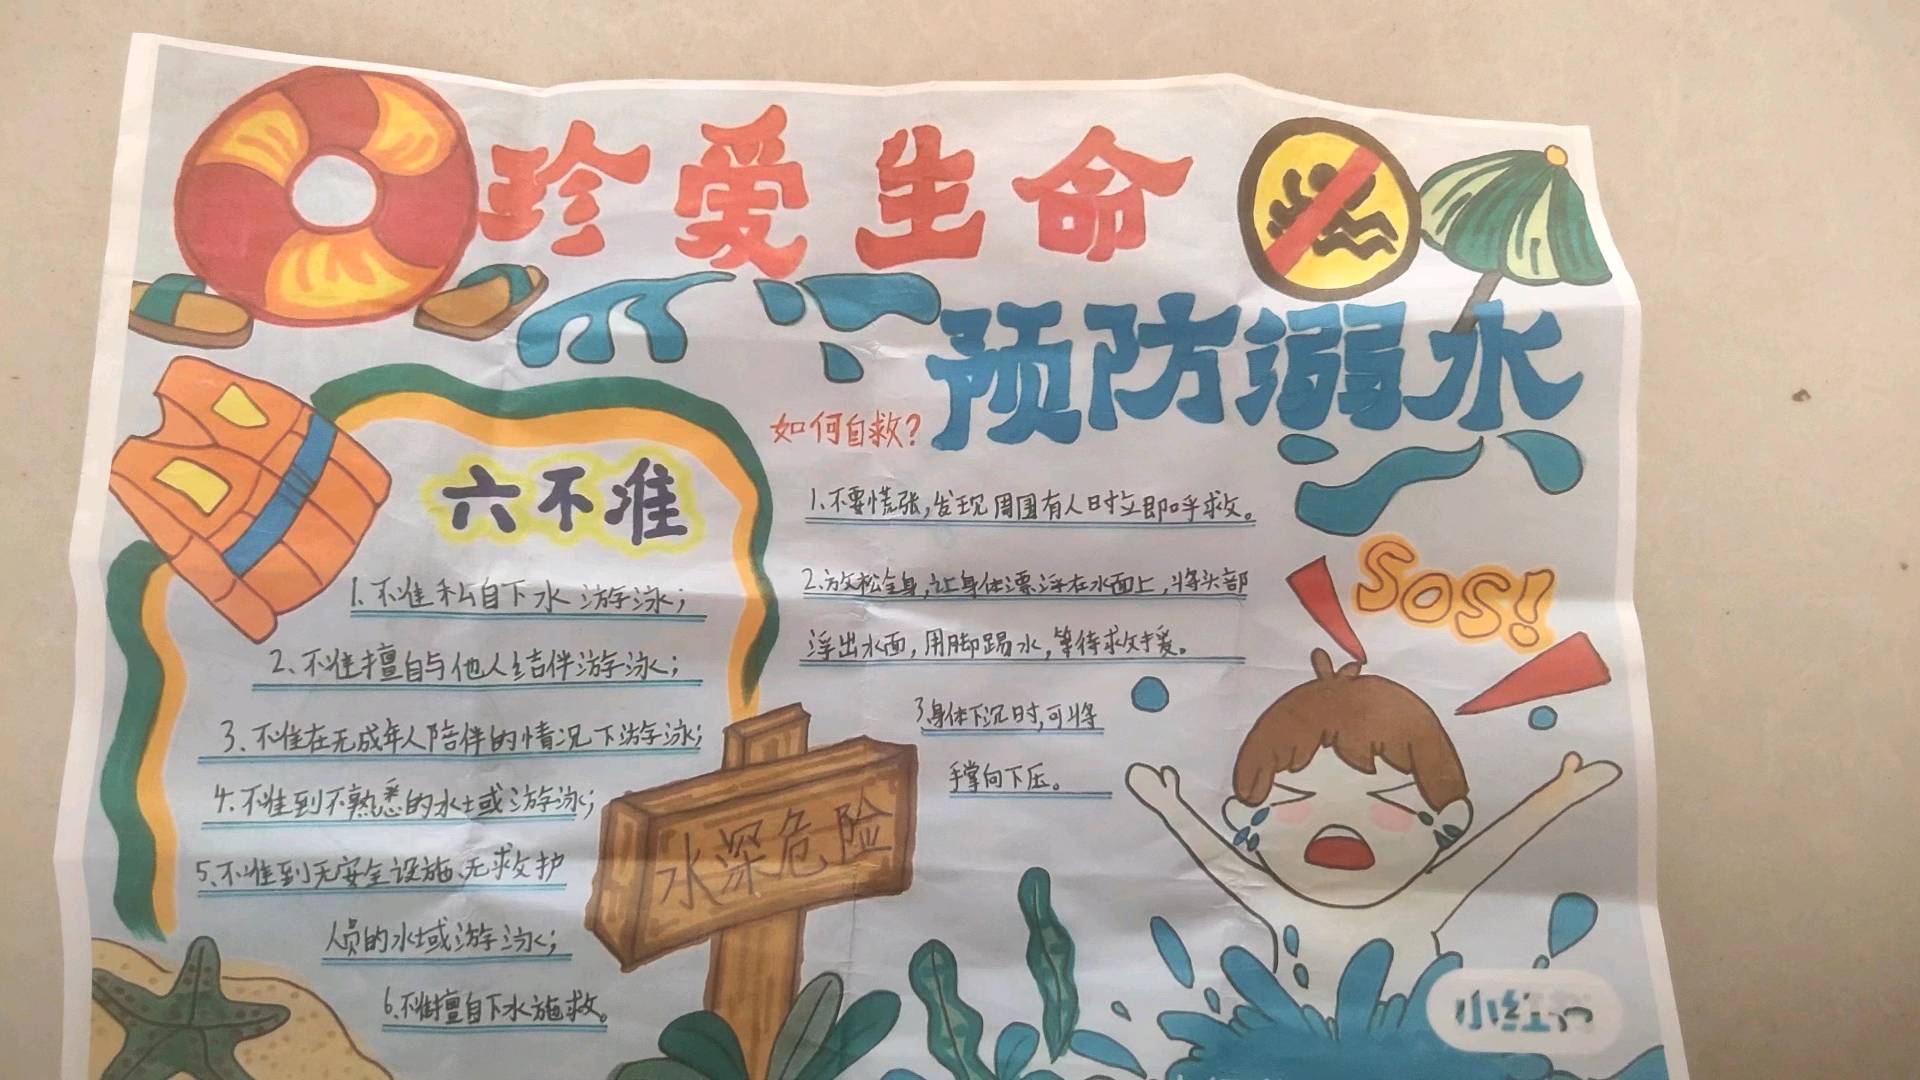 珍爱生命
预防溺水
六不准
1.不准私自下水游泳;
2.不准擅自与他人结伴游泳;
3.不准在无成年人陪伴的情况下游泳;
4.不准到不熟悉的水域游泳;
5.不准到无安全设施、无救护
人员的水域游泳;
6.不准擅自下水施救。
如何自救?
1.不要慌张,发现周围有人时立即呼救。
2.放松全身,让身体漂浮在水面上,将头部
浮出水面,用脚踢水,等待救援。
3.身体下沉时,可将
手掌向下压。
SOS!
水深危险
小红书